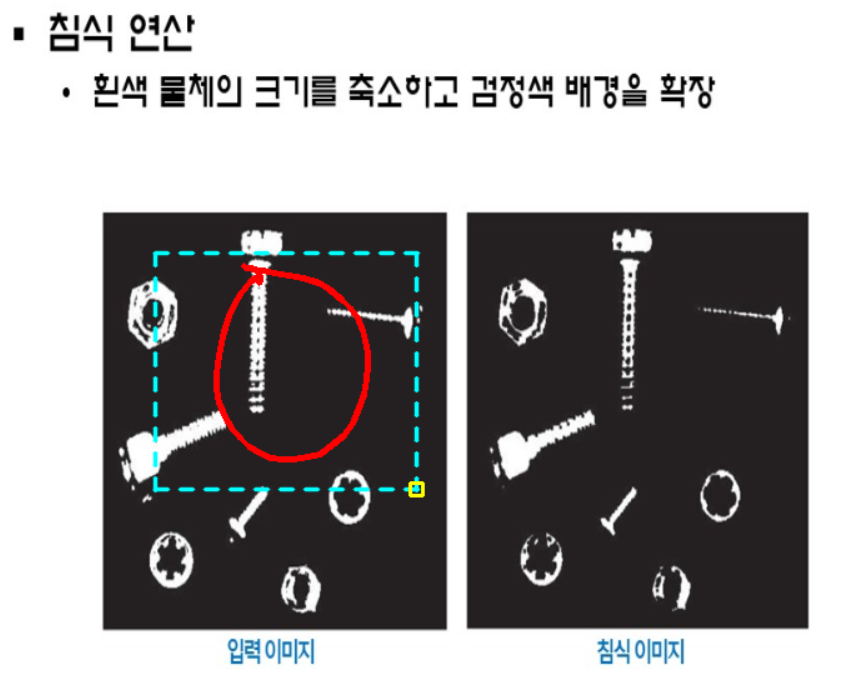 침식 연산
흰색 물체의 크기를 축소하고 검정색 배경을 확장
입력 이미지
침식 이미지